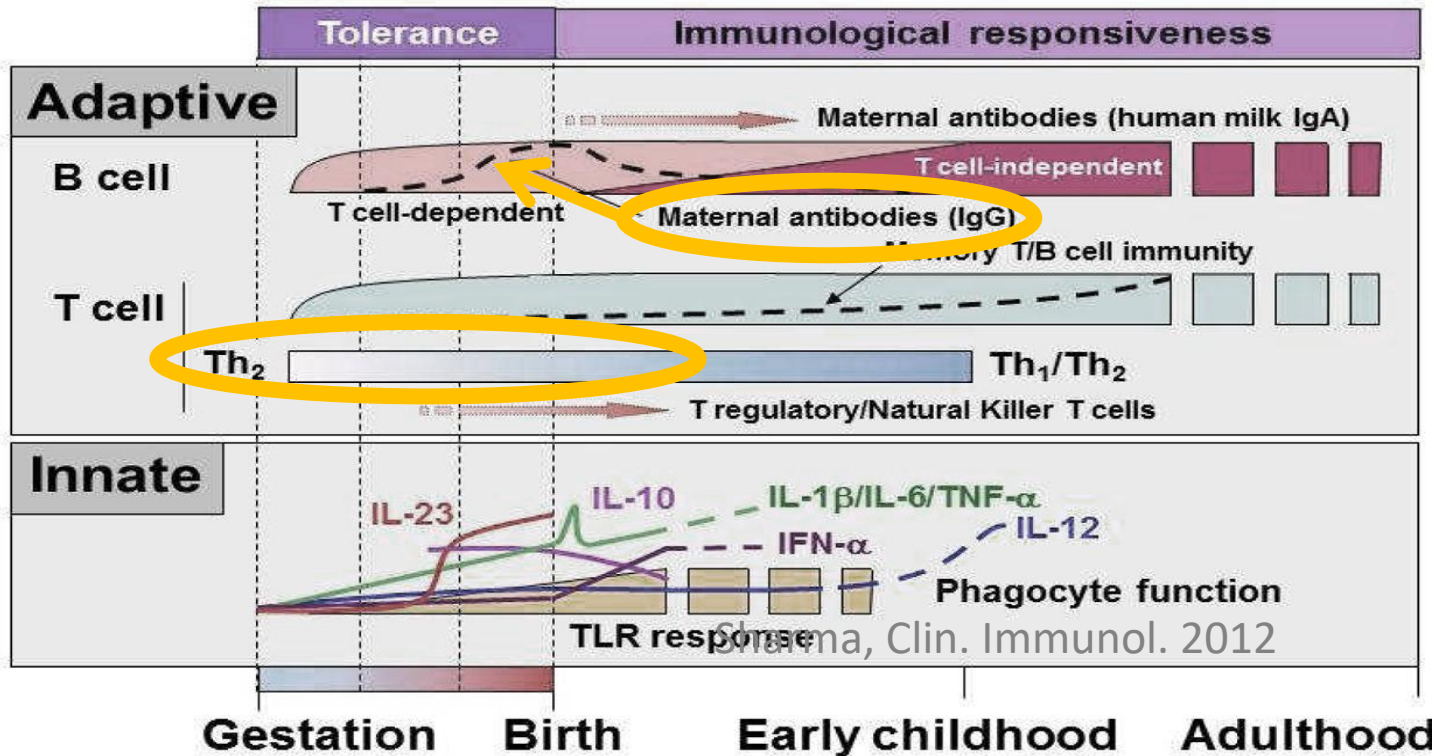 Tolerance
Immunological responsiveness
Adaptive
Maternal antibodies (human milk IgA)
B cell
T cell-independent
T cell-dependent
Maternal antibodies (IgG)
Memory T/B cell immunity
T cell
Th₂
Th₁/Th₂
T regulatory/Natural Killer T cells
Innate
IL-23
IL-10
IL-1β/IL-6/TNF-α
IFN-α
IL-12
Phagocyte function
TLR response
Sharma, Clin. Immunol. 2012
Gestation Birth Early childhood Adulthood